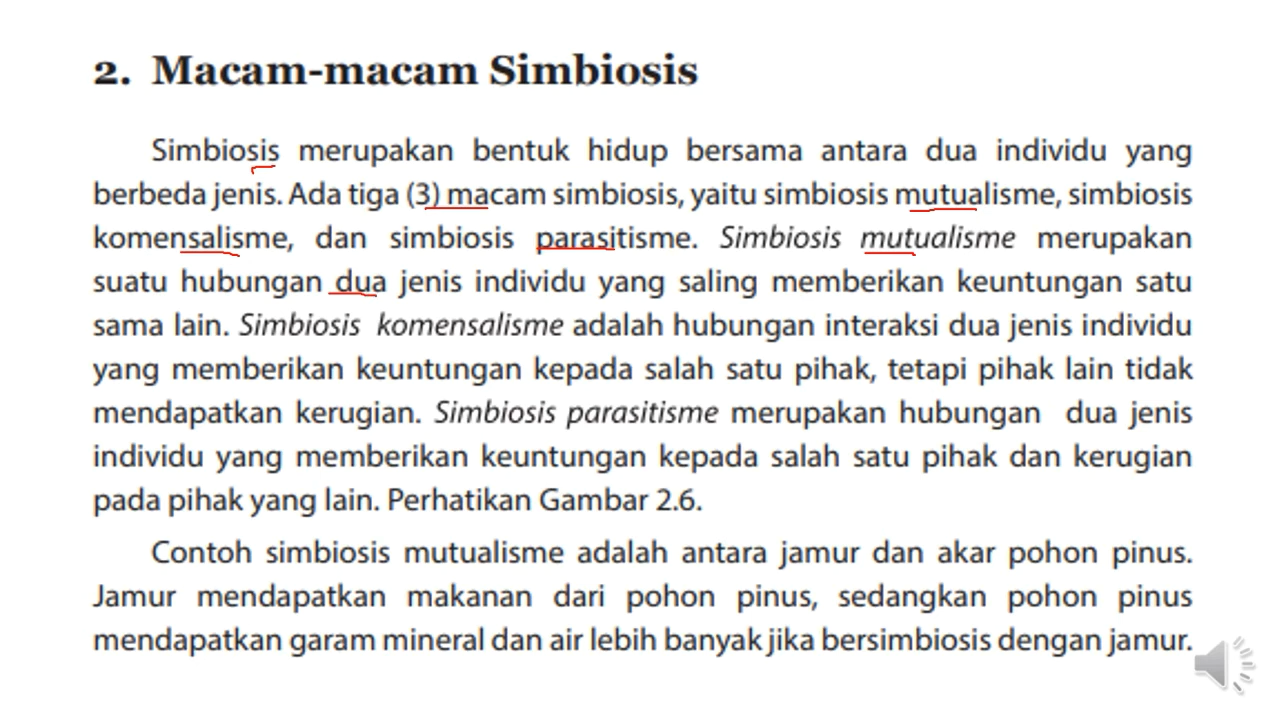 2. Macam-macam Simbiosis
Simbiosis merupakan bentuk hidup bersama antara dua individu yang
berbeda jenis. Ada tiga (3) macam simbiosis, yaitu simbiosis mutualisme, simbiosis
komensalisme, dan simbiosis parasitisme. Simbiosis mutualisme merupakan
suatu hubungan dua jenis individu yang saling memberikan keuntungan satu
sama lain. Simbiosis komensalisme adalah hubungan interaksi dua jenis individu
yang memberikan keuntungan kepada salah satu pihak, tetapi pihak lain tidak
mendapatkan kerugian. Simbiosis parasitisme merupakan hubungan dua jenis
individu yang memberikan keuntungan kepada salah satu pihak dan kerugian
pada pihak yang lain. Perhatikan Gambar 2.6.
Contoh simbiosis mutualisme adalah antara jamur dan akar pohon pinus.
Jamur mendapatkan makanan dari pohon pinus, sedangkan pohon pinus
mendapatkan garam mineral dan air lebih banyak jika bersimbiosis dengan jamur.